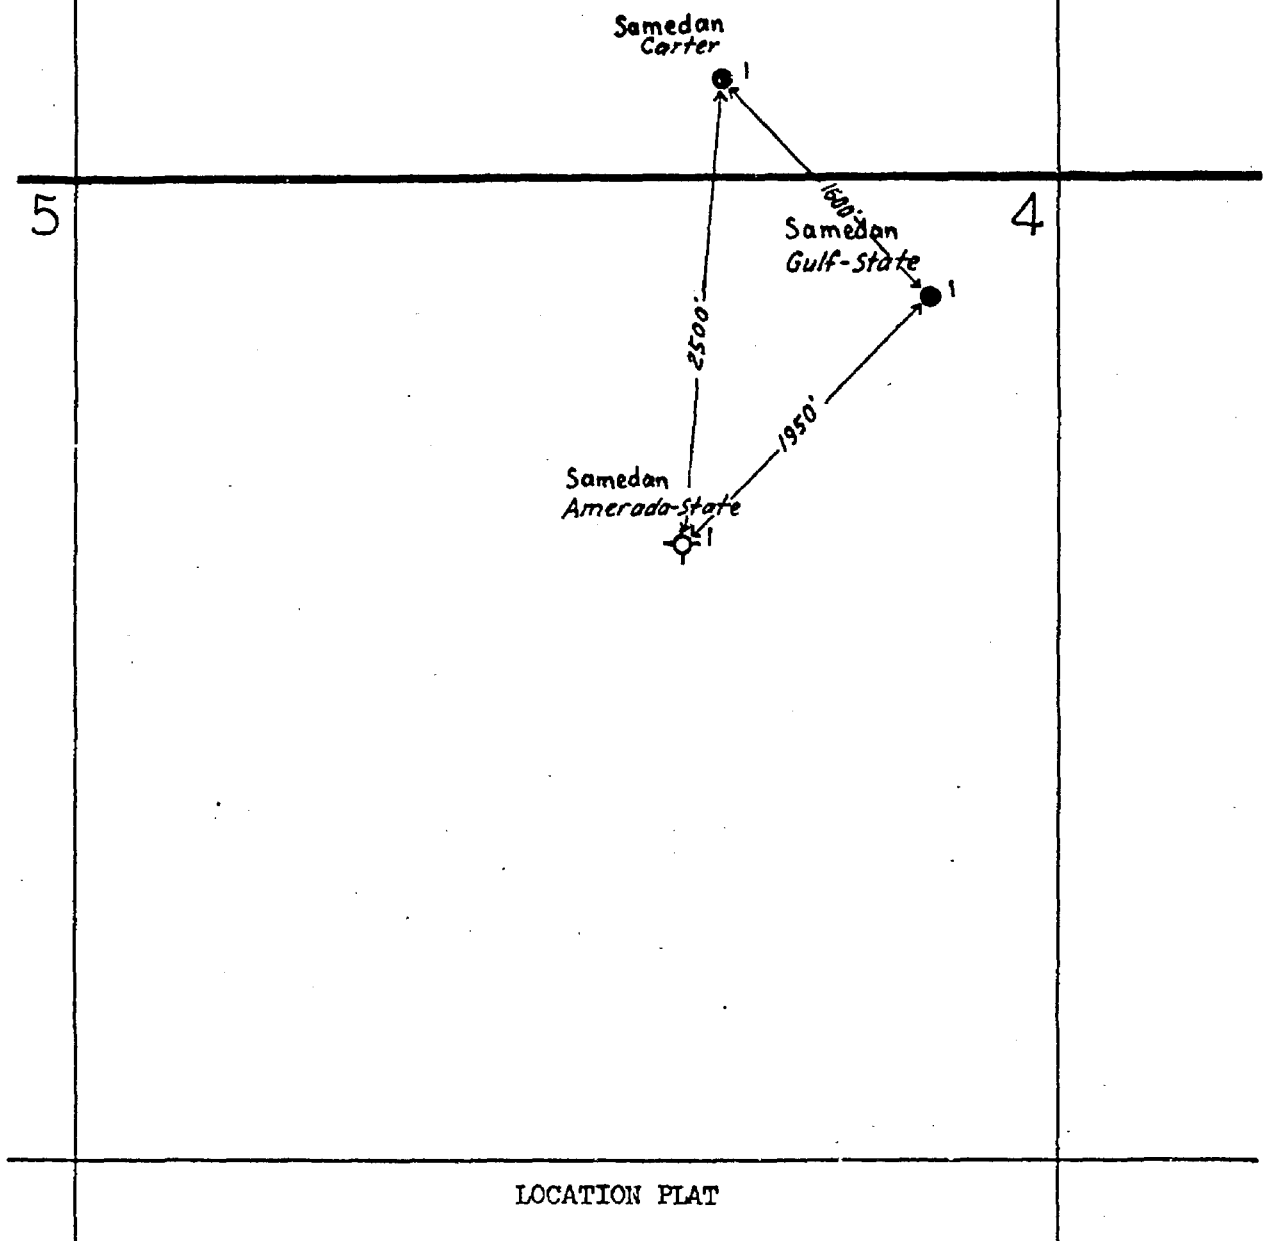 Samedan
Carter
1
5
4
1600'
Samedan
Gulf-State
1
2500'
1950'
Samedan
Amerada-State
1
LOCATION PLAT